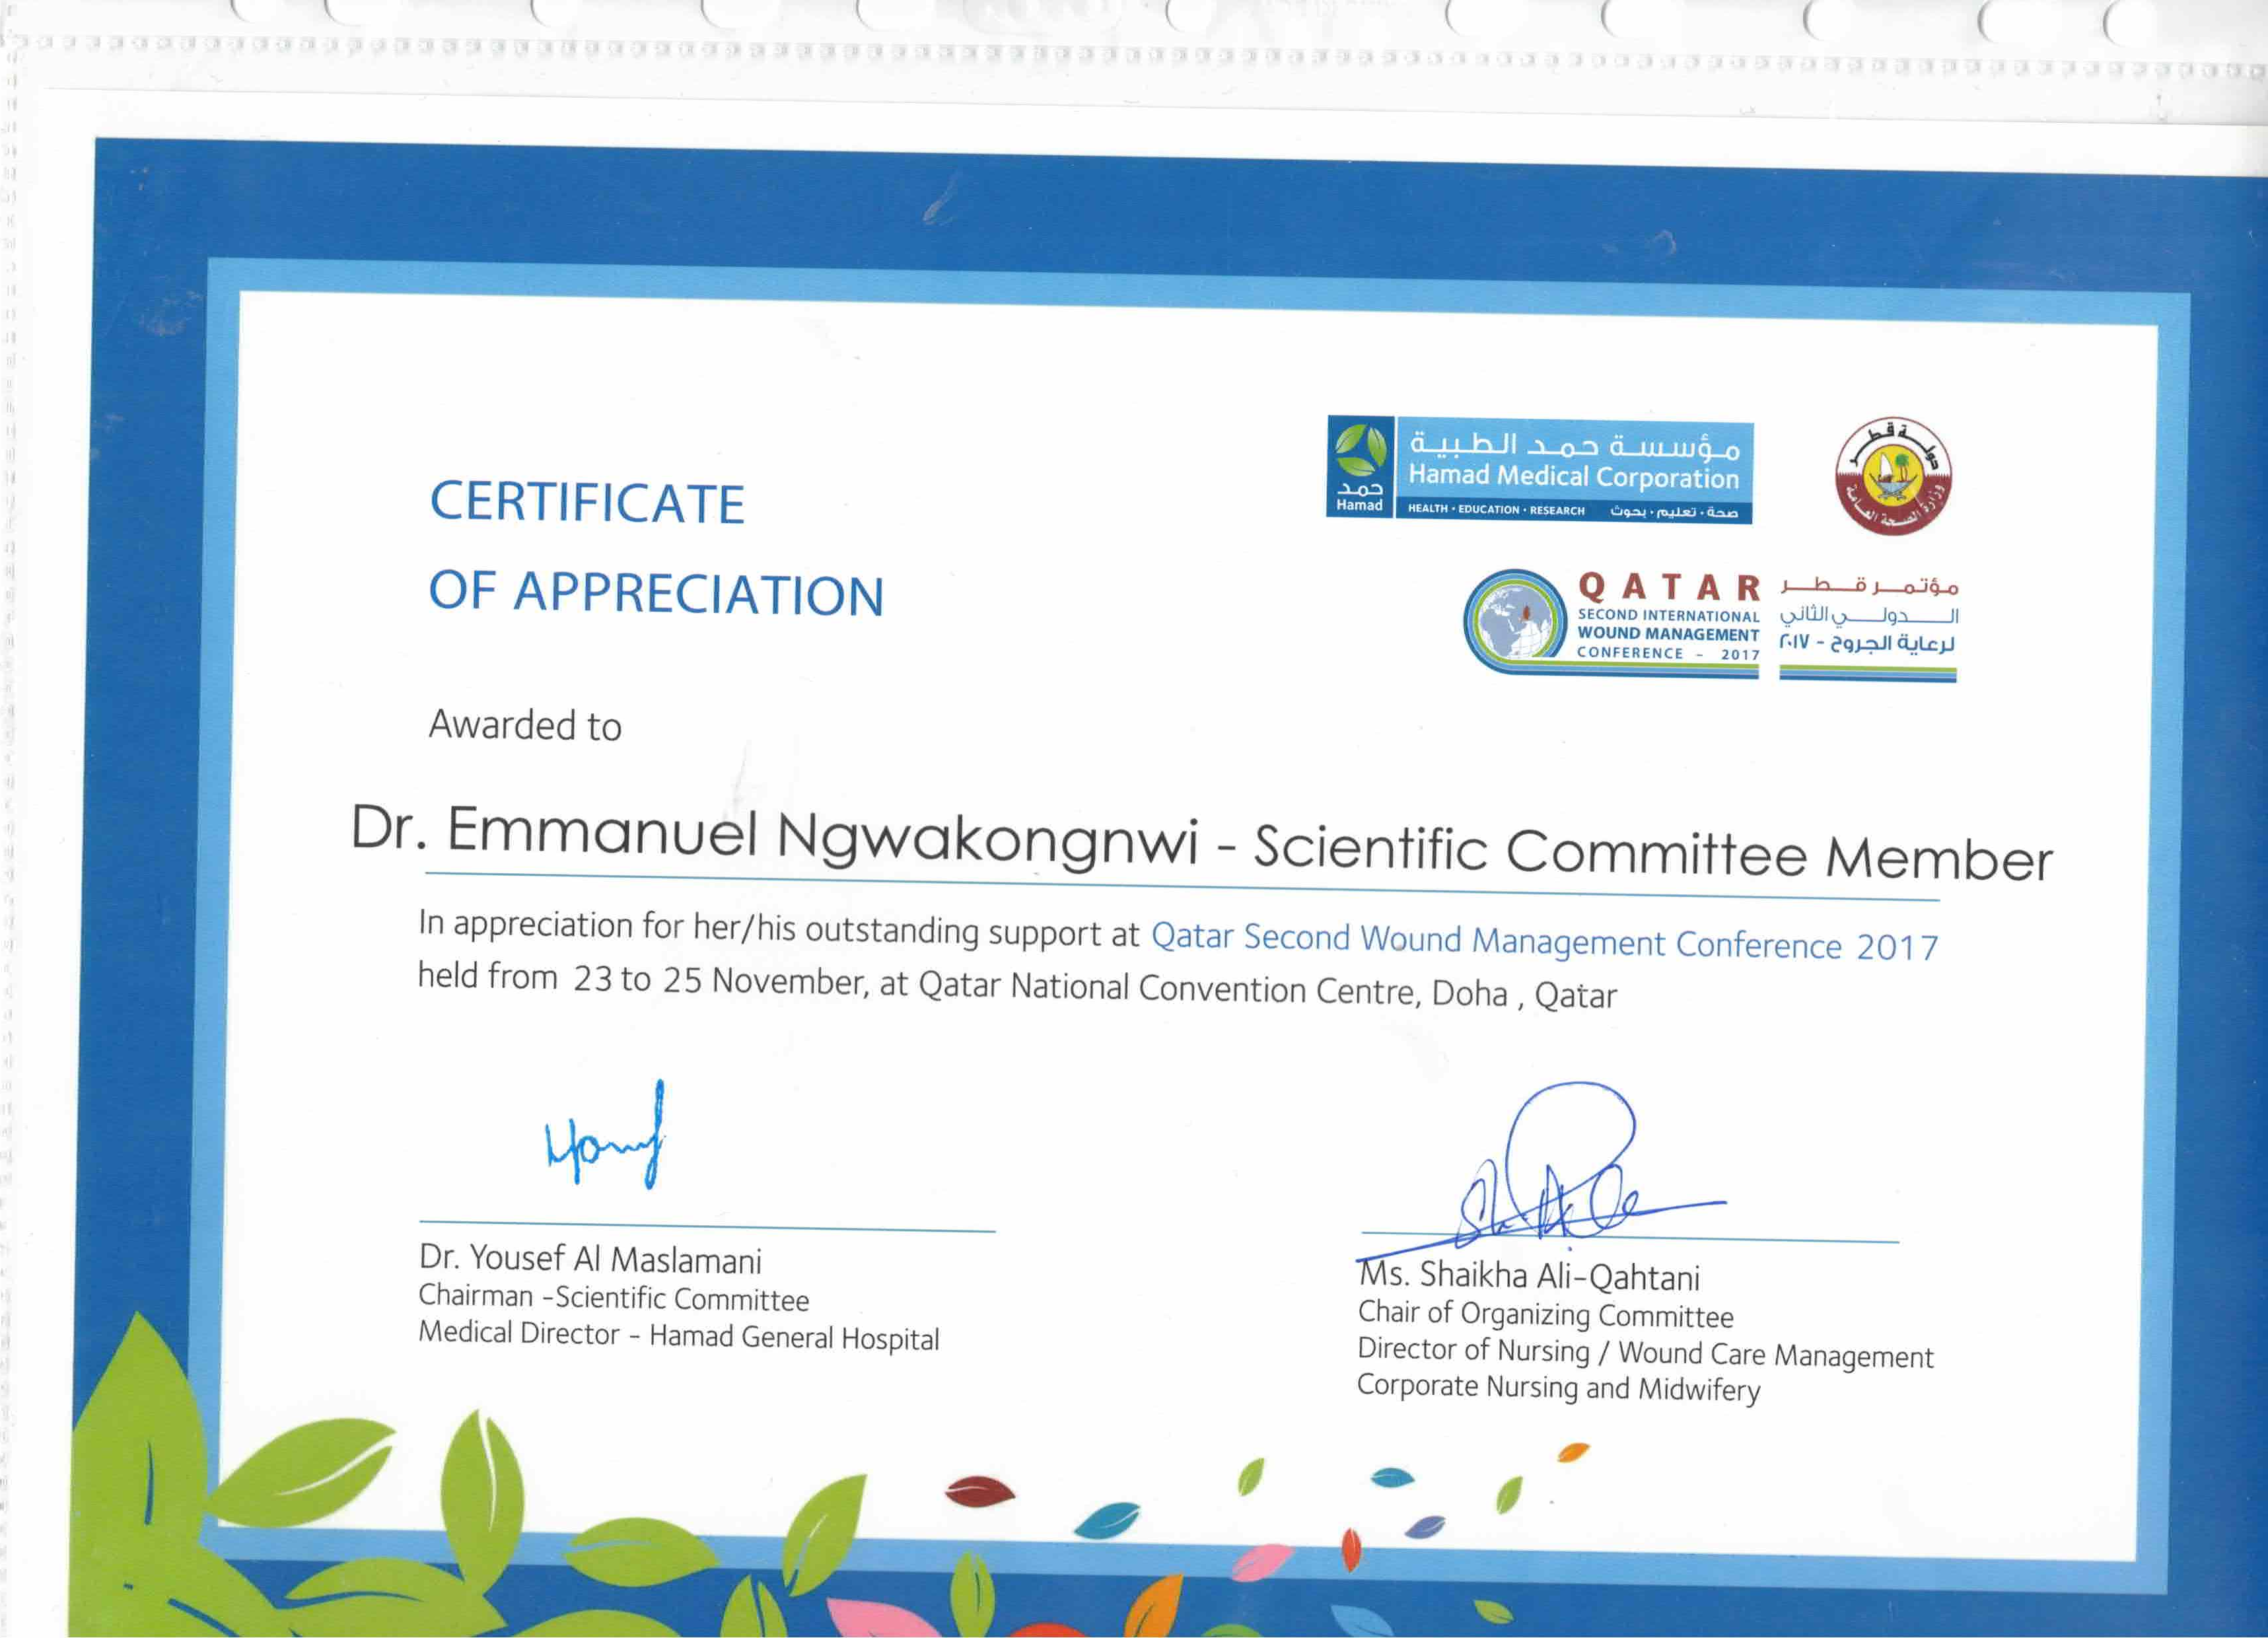 CERTIFICATE
OF APPRECIATION
مؤسسة حمد الطبية
Hamad Medical Corporation
حمد
Hamad
HEALTH • EDUCATION • RESEARCH صحة • تعليم • بحوث
دولة قطر
وزارة الصحة العامة
QATAR
SECOND INTERNATIONAL
WOUND MANAGEMENT
CONFERENCE - 2017
مؤتمر قطر
الدولي الثاني
لرعاية الجروح - ٢٠١٧
Awarded to
Dr. Emmanuel Ngwakongnwi - Scientific Committee Member
In appreciation for her/his outstanding support at Qatar Second Wound Management Conference 2017
held from 23 to 25 November, at Qatar National Convention Centre, Doha , Qatar
Dr. Yousef Al Maslamani
Chairman -Scientific Committee
Medical Director - Hamad General Hospital
Ms. Shaikha Ali-Qahtani
Chair of Organizing Committee
Director of Nursing / Wound Care Management
Corporate Nursing and Midwifery